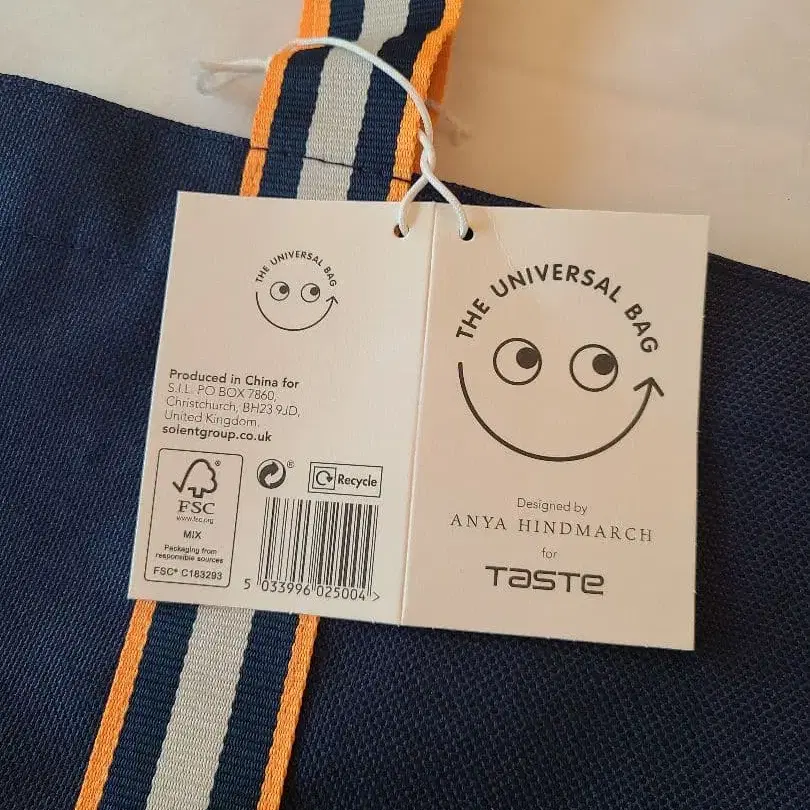 THE UNIVERSAL BAG
Produced in China for
S.I.L. PO BOX 7860,
Christchurch, BH23 9JD,
United Kingdom.
solentgroup.co.uk
®
FSC
www.fsc.org
MIX
Packaging from
responsible sources
FSC® C183293
®
Recycle
5 033996 025004 >
THE UNIVERSAL BAG
Designed by
ANYA HINDMARCH
for
TaSTe